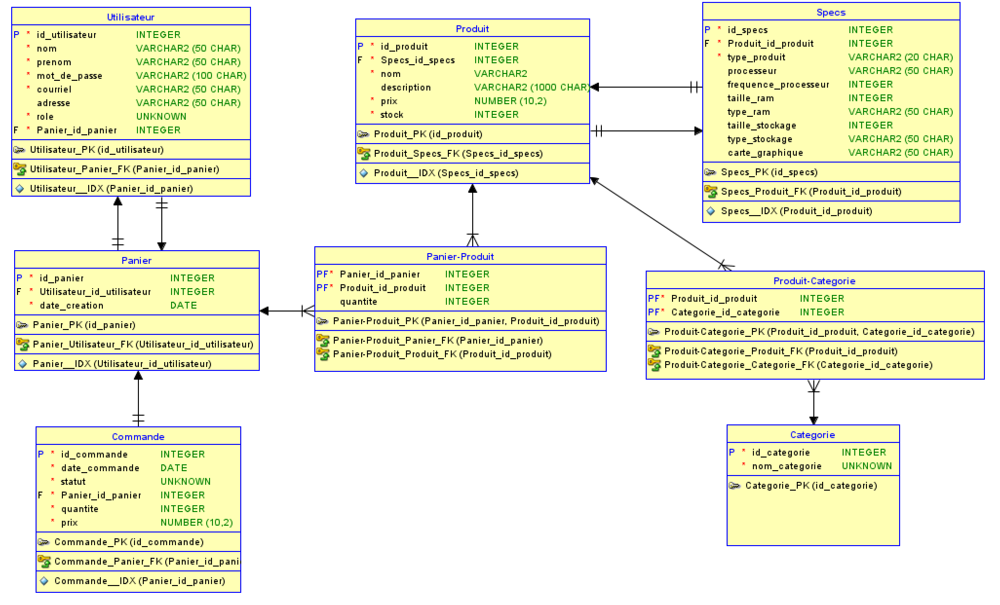 Utilisateur
P * id_utilisateur INTEGER
* nom VARCHAR2 (50 CHAR)
* prenom VARCHAR2 (50 CHAR)
* mot_de_passe VARCHAR2 (100 CHAR)
* courriel VARCHAR2 (50 CHAR)
adresse VARCHAR2 (50 CHAR)
* role UNKNOWN
F * Panier_id_panier INTEGER
Utilisateur_PK (id_utilisateur)
Utilisateur_Panier_FK (Panier_id_panier)
Utilisateur__IDX (Panier_id_panier)
Produit
P * id_produit INTEGER
F * Specs_id_specs INTEGER
* nom VARCHAR2
description VARCHAR2 (1000 CHAR)
* prix NUMBER (10,2)
* stock INTEGER
Produit_PK (id_produit)
Produit_Specs_FK (Specs_id_specs)
Produit__IDX (Specs_id_specs)
Specs
P * id_specs INTEGER
F * Produit_id_produit INTEGER
* type_produit VARCHAR2 (20 CHAR)
processeur VARCHAR2 (50 CHAR)
frequence_processeur INTEGER
taille_ram INTEGER
type_ram VARCHAR2 (50 CHAR)
taille_stockage INTEGER
type_stockage VARCHAR2 (50 CHAR)
carte_graphique VARCHAR2 (50 CHAR)
Specs_PK (id_specs)
Specs_Produit_FK (Produit_id_produit)
Specs__IDX (Produit_id_produit)
Panier
P * id_panier INTEGER
F * Utilisateur_id_utilisateur INTEGER
* date_creation DATE
Panier_PK (id_panier)
Panier_Utilisateur_FK (Utilisateur_id_utilisateur)
Panier__IDX (Utilisateur_id_utilisateur)
Panier-Produit
PF* Panier_id_panier INTEGER
PF* Produit_id_produit INTEGER
quantite INTEGER
Panier-Produit_PK (Panier_id_panier, Produit_id_produit)
Panier-Produit_Panier_FK (Panier_id_panier)
Panier-Produit_Produit_FK (Produit_id_produit)
Produit-Categorie
PF* Produit_id_produit INTEGER
PF* Categorie_id_categorie INTEGER
Produit-Categorie_PK (Produit_id_produit, Categorie_id_categorie)
Produit-Categorie_Produit_FK (Produit_id_produit)
Produit-Categorie_Categorie_FK (Categorie_id_categorie)
Commande
P * id_commande INTEGER
* date_commande DATE
* statut UNKNOWN
F * Panier_id_panier INTEGER
* quantite INTEGER
* prix NUMBER (10,2)
Commande_PK (id_commande)
Commande_Panier_FK (Panier_id_pani
Commande__IDX (Panier_id_panier)
Categorie
P * id_categorie INTEGER
* nom_categorie UNKNOWN
Categorie_PK (id_categorie)